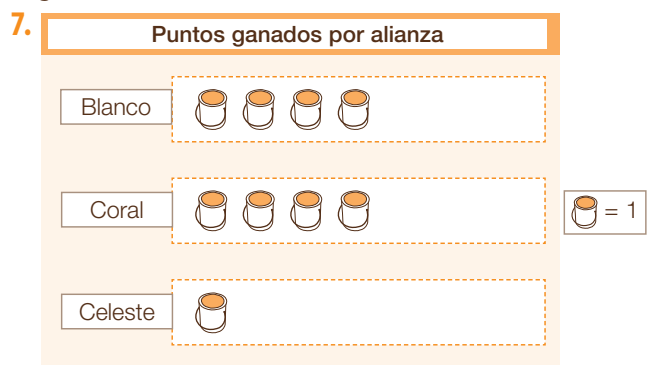 7.
Puntos ganados por alianza
Blanco
Coral
= 1
Celeste